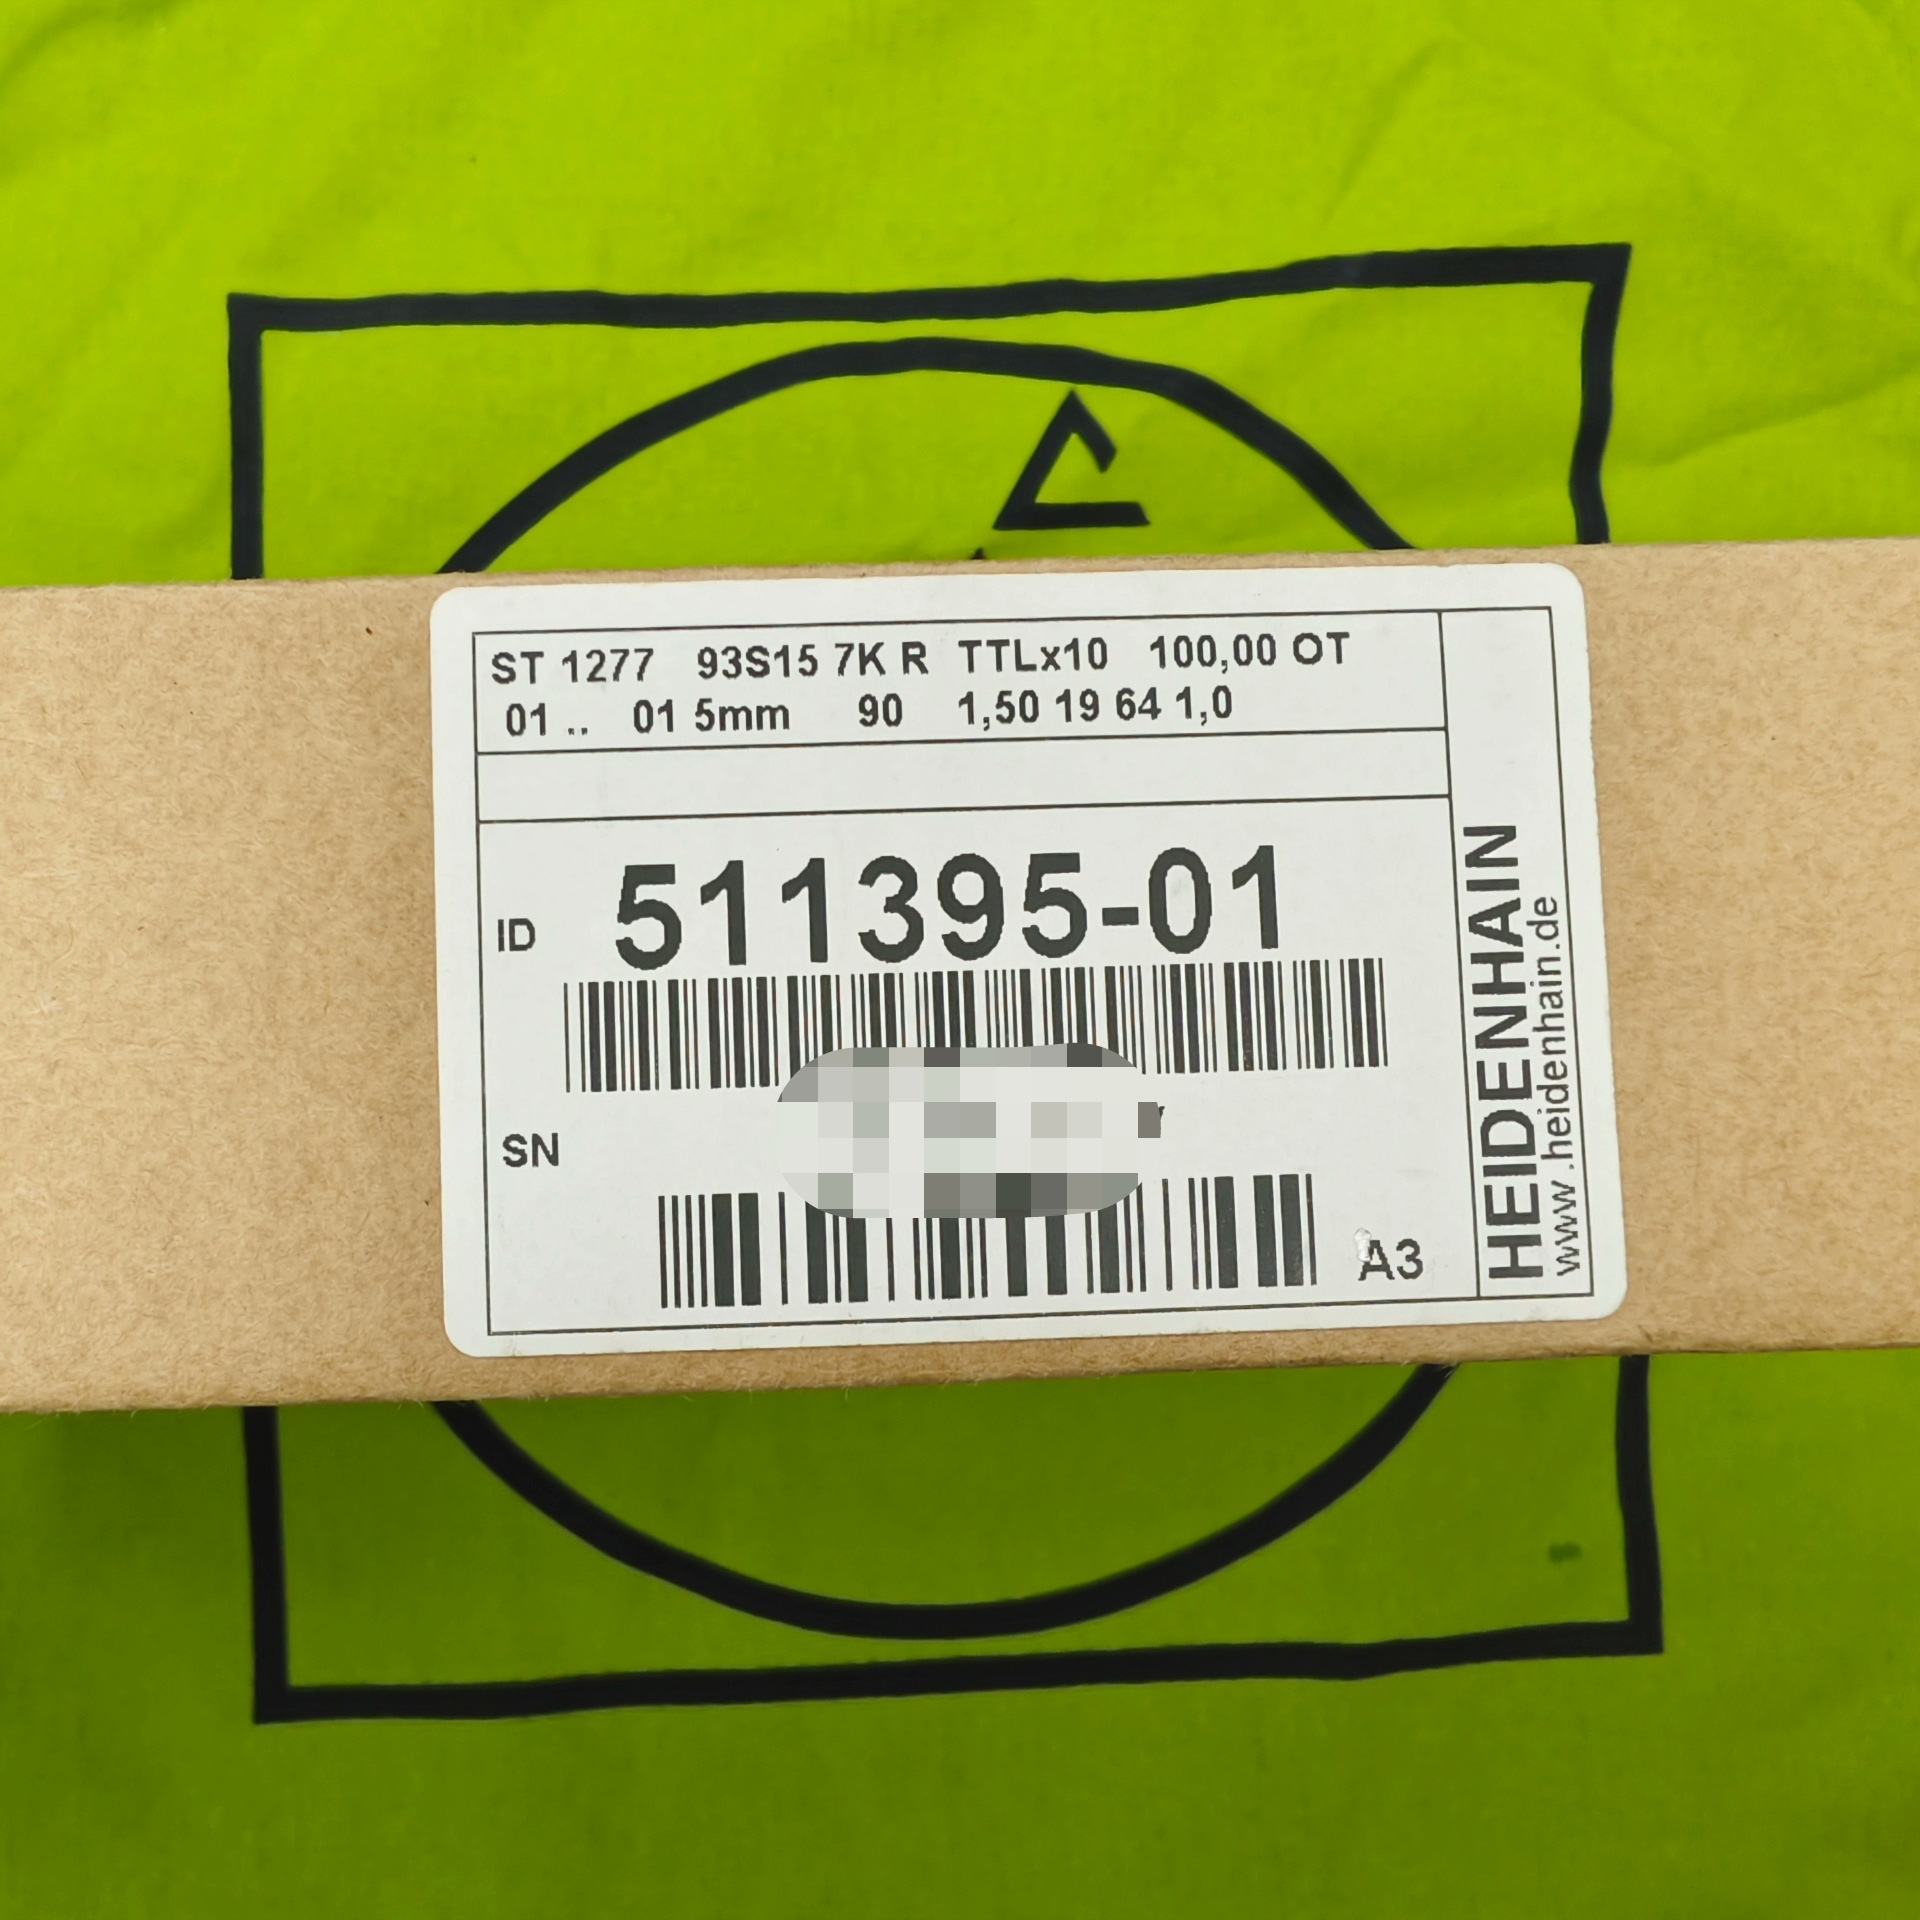 ST 1277 93S15 7K R TTLx10 100,00 OT
01 .. 01 5mm 90 1,50 19 64 1,0
ID 511395-01
SN
A3
HEIDENHAIN
www.heidenhain.de